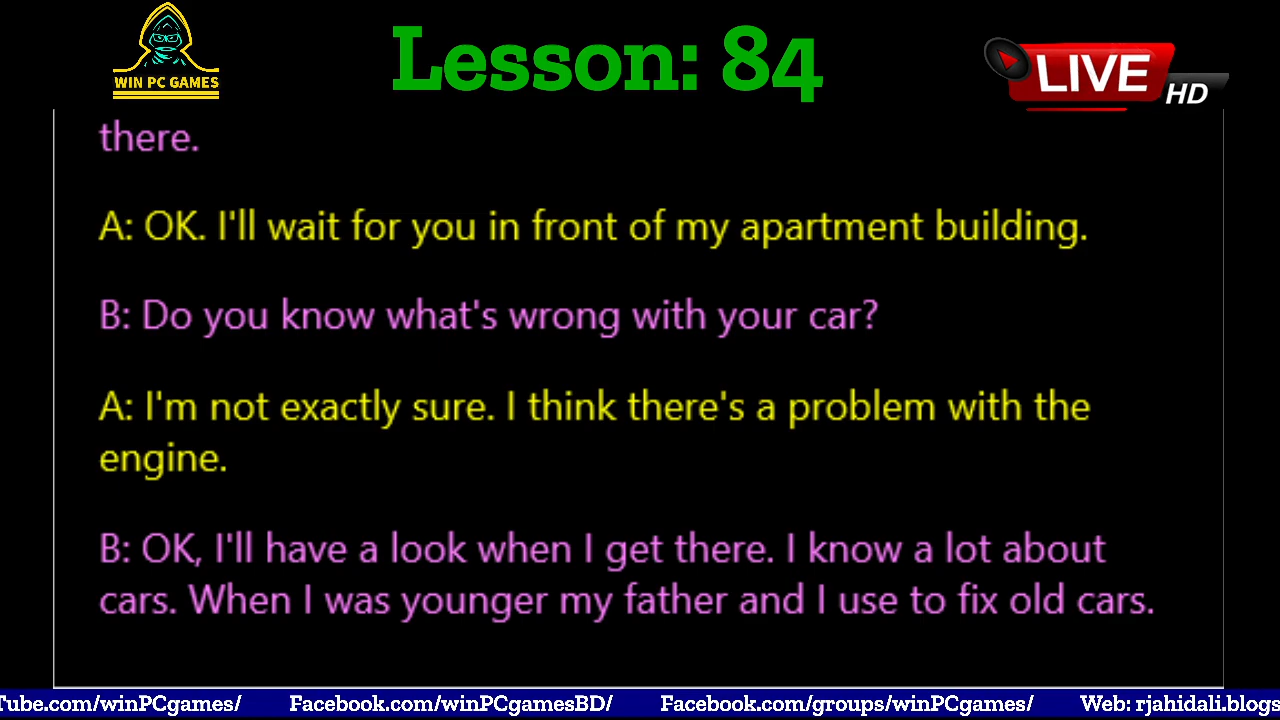 WIN PC GAMES
Lesson: 84
LIVE
HD
there.
A: OK. I'll wait for you in front of my apartment building.
B: Do you know what's wrong with your car?
A: I'm not exactly sure. I think there's a problem with the
engine.
B: OK, I'll have a look when I get there. I know a lot about
cars. When I was younger my father and I use to fix old cars.
Tube.com/winPCgames/ Facebook.com/winPCgamesBD/ Facebook.com/groups/winPCgames/ Web: rjahidali.blogs